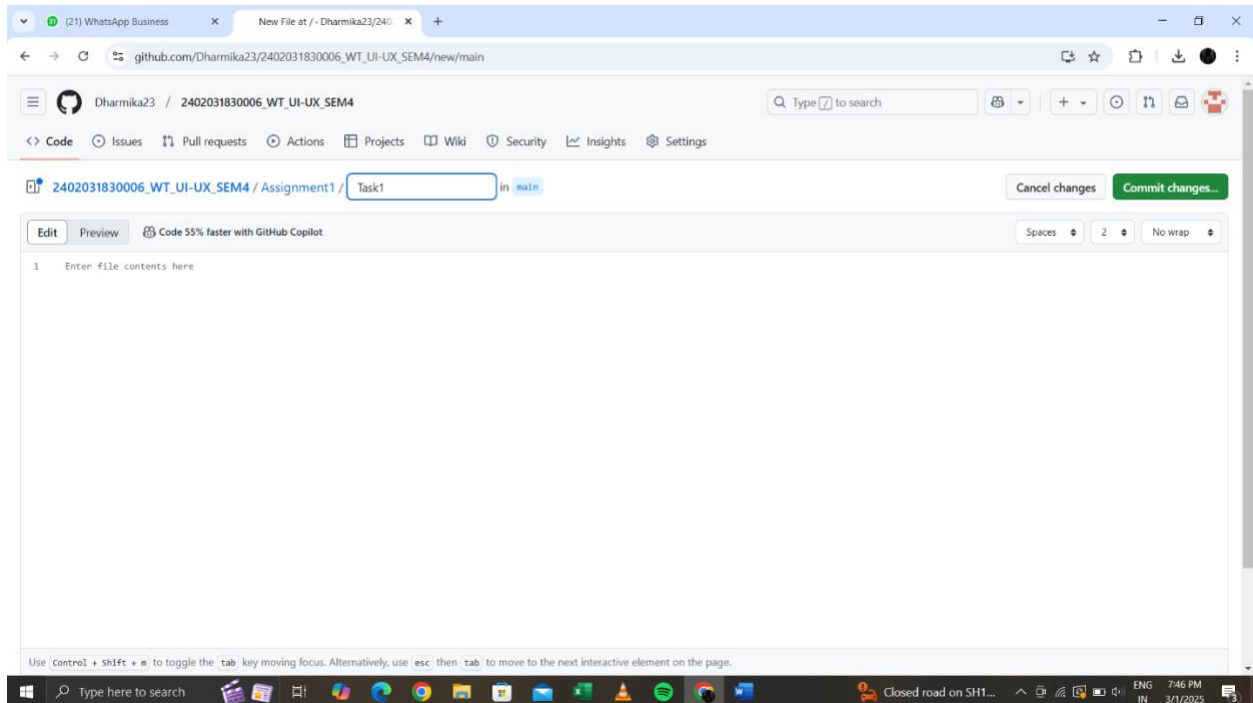 (21) WhatsApp Business
New File at / · Dharmika23/240
github.com/Dharmika23/2402031830006_WT_UI-UX_SEM4/new/main
Dharmika23 / 2402031830006_WT_UI-UX_SEM4
Type / to search
<> Code Issues Pull requests Actions Projects Wiki Security Insights Settings
2402031830006_WT_UI-UX_SEM4 / Assignment1 / Task1 in main
Cancel changes Commit changes...
Edit Preview Code 55% faster with GitHub Copilot
Spaces 2 No wrap
1 Enter file contents here
Use Control + Shift + m to toggle the tab key moving focus. Alternatively, use esc then tab to move to the next interactive element on the page.
Type here to search
Closed road on SH1...
ENG 7:46 PM
IN 3/1/2025
3